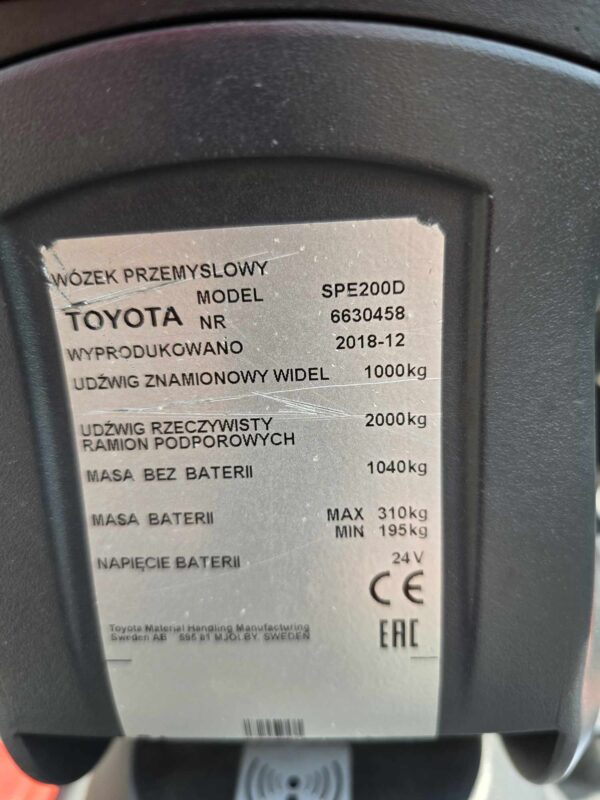 WÓZEK PRZEMYSLOWY
MODEL SPE200D
TOYOTA NR 6630458
WYPRODUKOWANO 2018-12
UDŹWIG ZNAMIONOWY WIDEL 1000kg
UDŹWIG RZECZYWISTY 2000kg
RAMION PODPOROWYCH
MASA BEZ BATERII 1040kg
MASA BATERII MAX 310kg
MIN 195kg
NAPIĘCIE BATERII 24V
CE
Toyota Material Handling Manufacturing
Sweden AB 595 81 MJÖLBY, SWEDEN
EAC